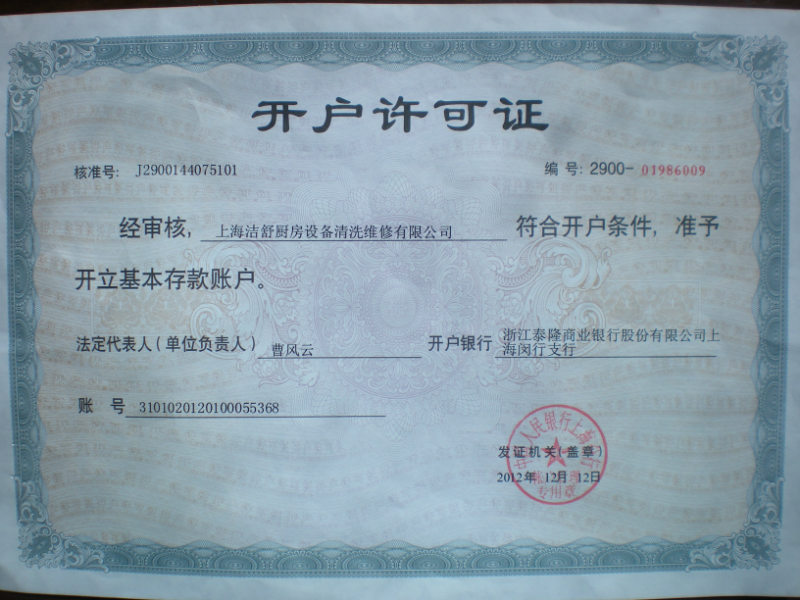 开户许可证
核准号: J2900144075101 编号: 2900-01986009
经审核, 上海洁舒厨房设备清洗维修有限公司 符合开户条件, 准予
开立基本存款账户。
法定代表人(单位负责人) 曹风云 开户银行 浙江泰隆商业银行股份有限公司上
海闵行支行
账号 3101020120100055368
发证机关(盖章)
2012年 12月 12日
专用章